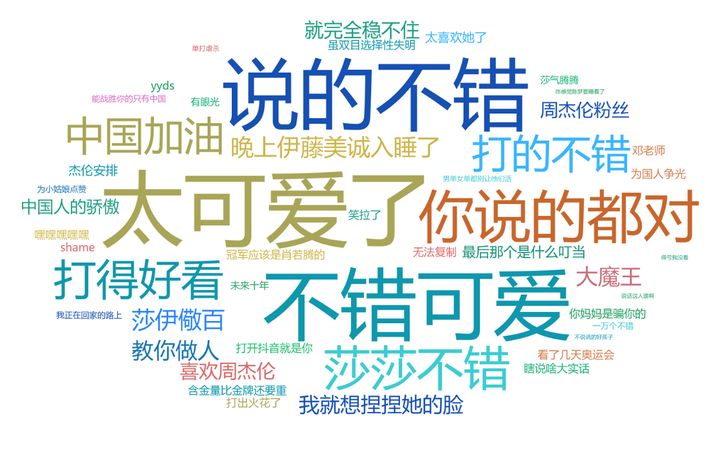 就完全稳不住
单打虐杀
虽双目选择性失明
太喜欢她了
yyds
莎气腾腾
能战胜你的只有中国
有眼光
说的不错
周杰伦粉丝
中国加油
晚上伊藤美诚入睡了
打的不错
邓老师
杰伦安排
为国人争光
为小姑娘点赞
太可爱了
你说的都对
中国人的骄傲
笑拉了
嘿嘿嘿嘿嘿
shame
冠军应该是肖若腾的
无法复制
最后那个是什么叮当
打得好看
未来十年
不错可爱
大魔王
我正在回家的路上
莎伊儆百
你妈妈是骗你的
一万个不错
教你做人
打开抖音就是你
莎莎不错
看了几天奥运会
喜欢周杰伦
瞎说啥大实话
含金量比金牌还要重
打出火花了
我就想捏捏她的脸